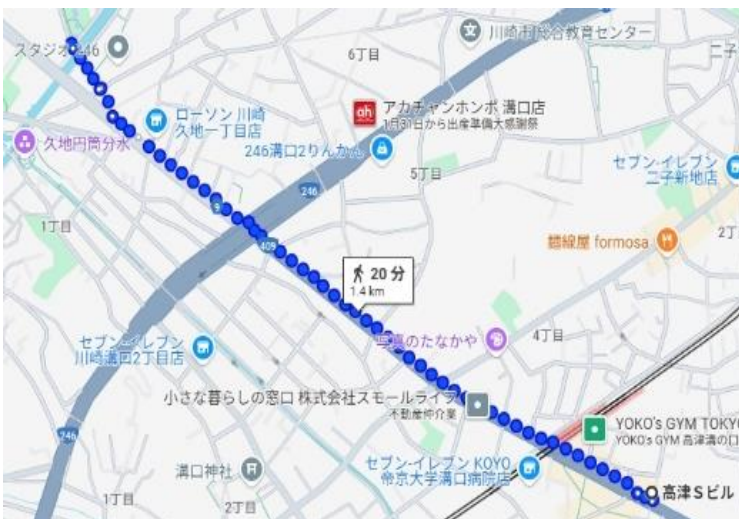 スタジオ246
6丁目
川崎市総合教育センター
二子
ローソン 川崎
久地一丁目店
アカチャンホンポ 溝口店
1月31日から出産準備大感謝祭
久地円筒分水
246溝口2りんかん
5丁目
セブン-イレブン
二子新地店
246
9
1丁目
2丁
麵線屋 formosa
409
20 分
1.4 km
セブン-イレブン
川崎溝口2丁目店
写真のたなかや
4丁目
小さな暮らしの窓口 株式会社スモールライフ
不動産仲介業
YOKO's GYM TOKYO
YOKO's GYM 高津溝の口
246
溝口神社
セブン-イレブン KOYO
帝京大学溝口病院店
高津Sビル
1丁目
2丁目